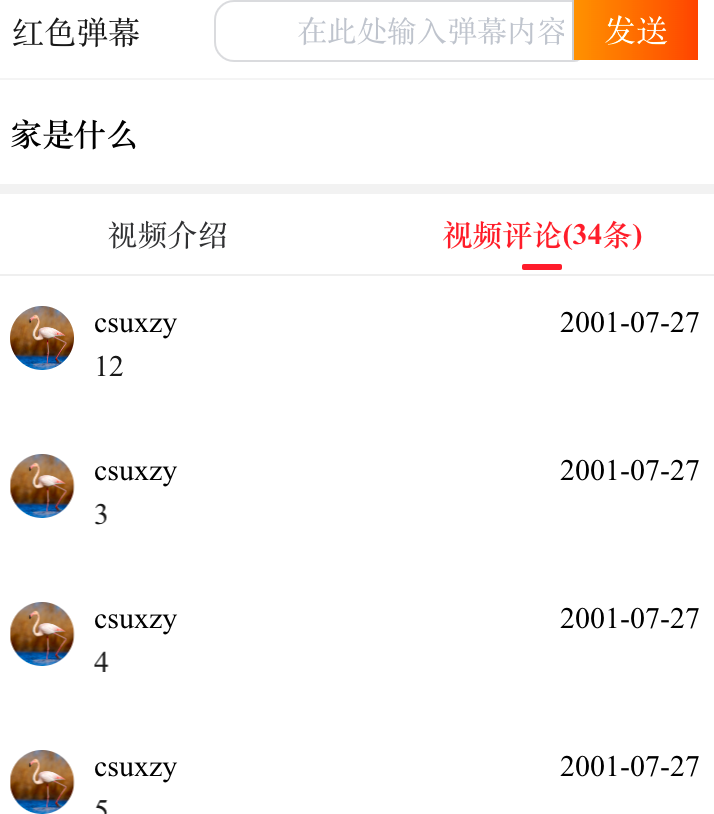 红色弹幕 在此处输入弹幕内容 发送
家是什么
视频介绍 视频评论(34条)
csuxzy 2001-07-27
12
csuxzy 2001-07-27
3
csuxzy 2001-07-27
4
csuxzy 2001-07-27
5